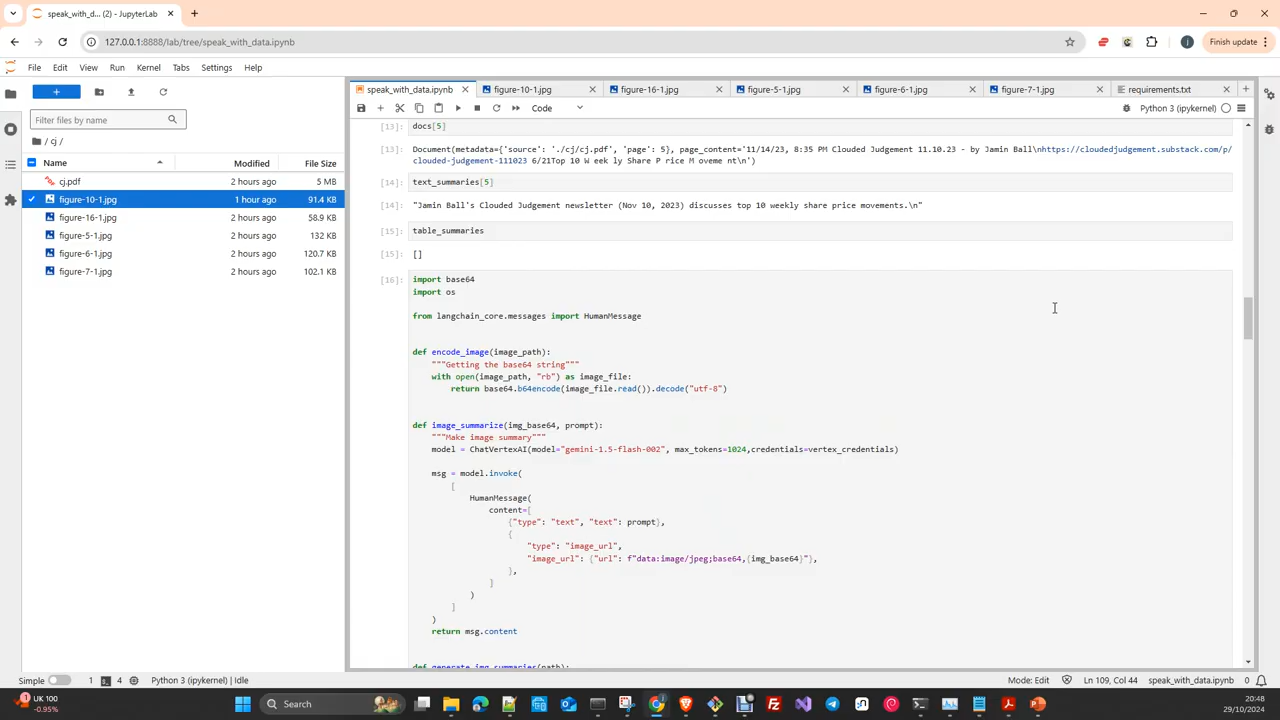 speak_with_d... (2) - JupyterLab
127.0.0.1:8888/lab/tree/speak_with_data.ipynb
Finish update
File Edit View Run Kernel Tabs Settings Help
speak_with_data.ipynb figure-10-1.jpg figure-16-1.jpg figure-5-1.jpg figure-6-1.jpg figure-7-1.jpg requirements.txt
Code
Python 3 (ipykernel)
Filter files by name
/ cj /
Name Modified File Size
cj.pdf 2 hours ago 5 MB
figure-10-1.jpg 1 hour ago 91.4 KB
figure-16-1.jpg 2 hours ago 58.9 KB
figure-5-1.jpg 2 hours ago 132 KB
figure-6-1.jpg 2 hours ago 120.7 KB
figure-7-1.jpg 2 hours ago 102.1 KB
[13]: docs[5]
[13]: Document(metadata={'source': './cj/cj.pdf', 'page': 5}, page_content='11/14/23, 8:35 PM Clouded Judgement 11.10.23 - by Jamin Ball\nhttps://cloudedjudgement.substack.com/p/
clouded-judgement-111023 6/21Top 10 W eek ly Share P rice M oveme nt\n')
[14]: text_summaries[5]
[14]: "Jamin Ball's Clouded Judgement newsletter (Nov 10, 2023) discusses top 10 weekly share price movements.\n"
[15]: table_summaries
[15]: []
[16]: import base64
import os
from langchain_core.messages import HumanMessage
def encode_image(image_path):
"""Getting the base64 string"""
with open(image_path, "rb") as image_file:
return base64.b64encode(image_file.read()).decode("utf-8")
def image_summarize(img_base64, prompt):
"""Make image summary"""
model = ChatVertexAI(model="gemini-1.5-flash-002", max_tokens=1024,credentials=vertex_credentials)
msg = model.invoke(
[
HumanMessage(
content=[
{"type": "text", "text": prompt},
{
"type": "image_url",
"image_url": {"url": f"data:image/jpeg;base64,{img_base64}"},
},
]
)
]
)
return msg.content
def generate_img_summaries(path):
Simple 1 4 Python 3 (ipykernel) | Idle
Mode: Edit Ln 109, Col 44 speak_with_data.ipynb 0
UK 100
-0.95%
Search
20:48
29/10/2024